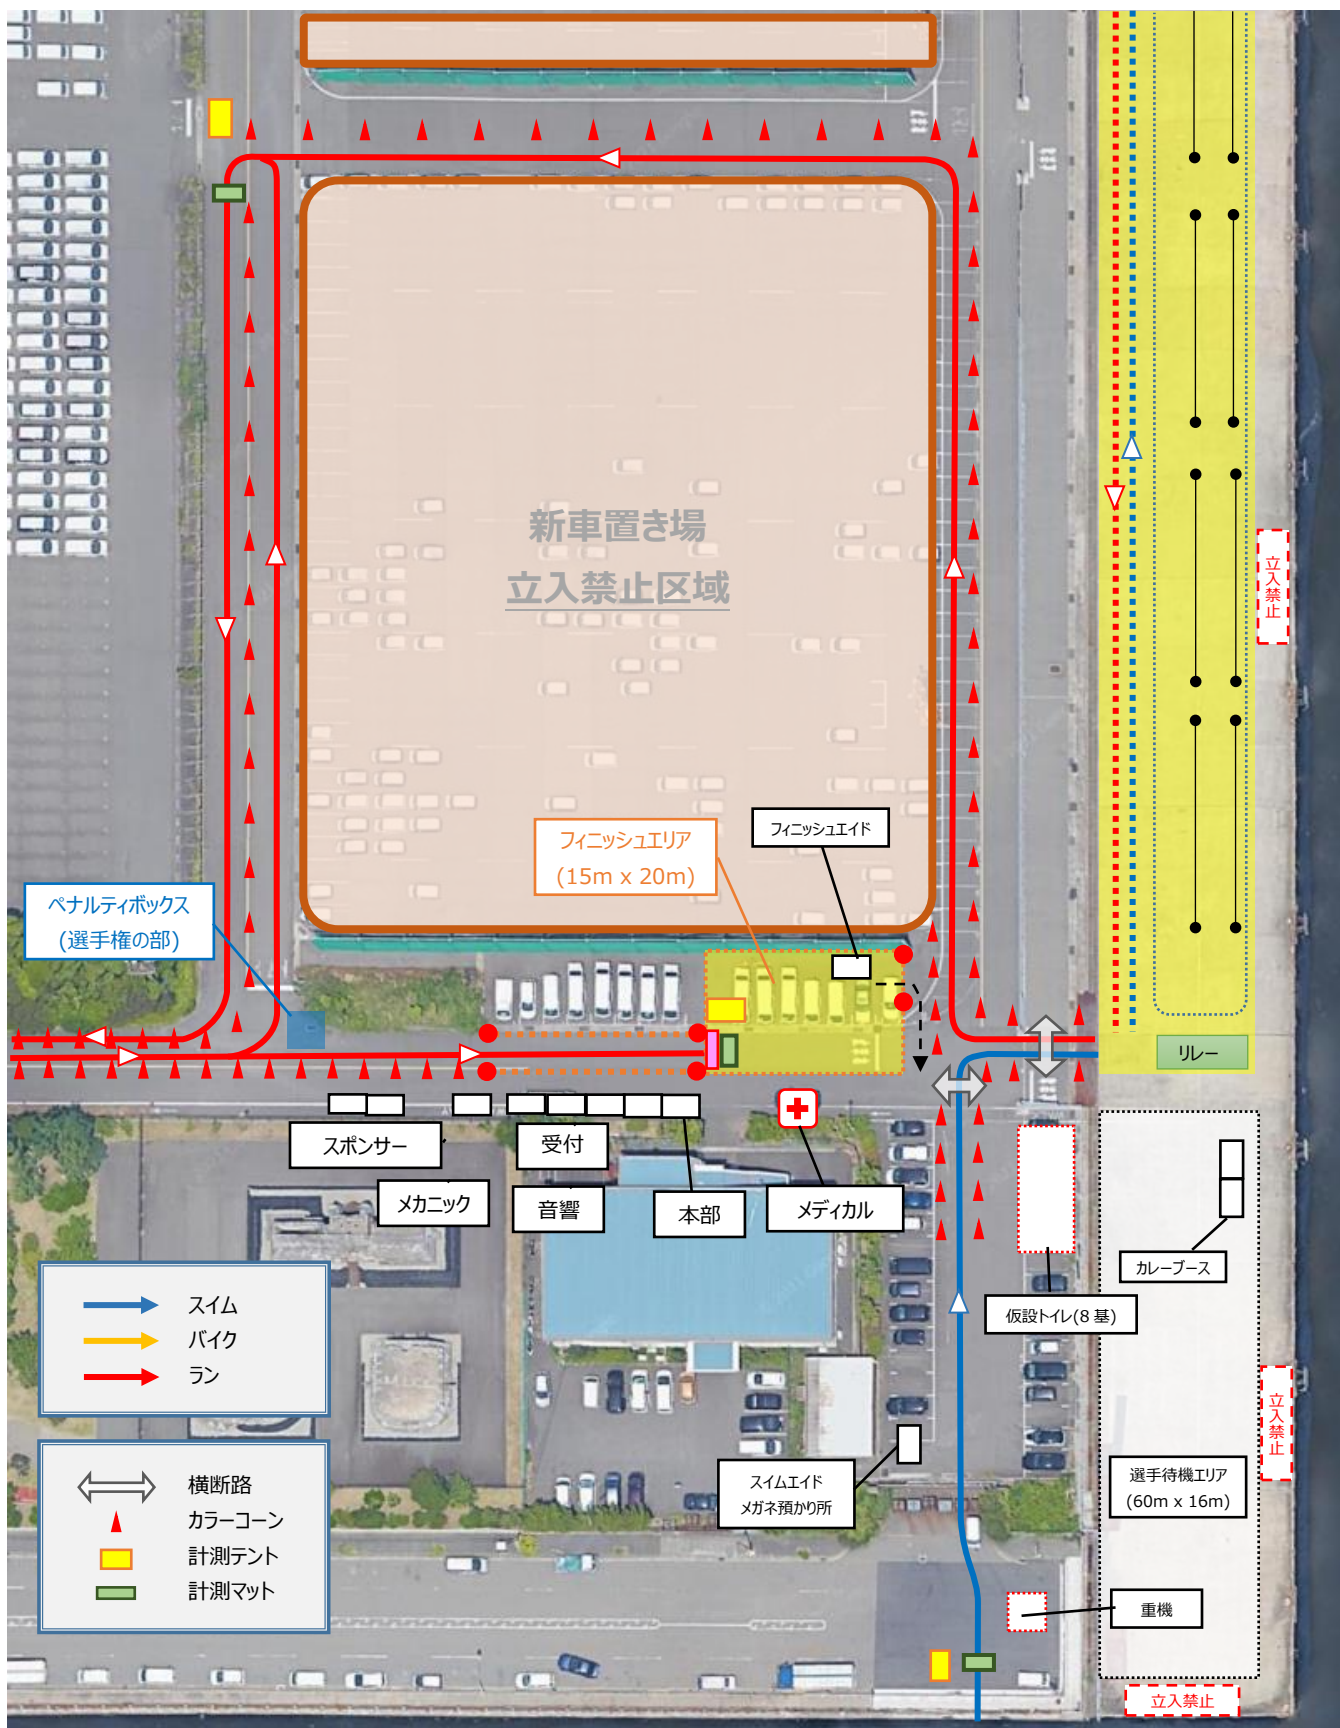 新車置き場
立入禁止区域
立入禁止
フィニッシュエイド
フィニッシュエリア
(15m x 20m)
ペナルティボックス
(選手権の部)
リレー
スポンサー
受付
メカニック
音響
本部
メディカル
カレーブース
仮設トイレ(8 基)
スイム
バイク
ラン
立入禁止
横断路
カラーコーン
計測テント
計測マット
スイムエイド
メガネ預かり所
選手待機エリア
(60m x 16m)
重機
立入禁止